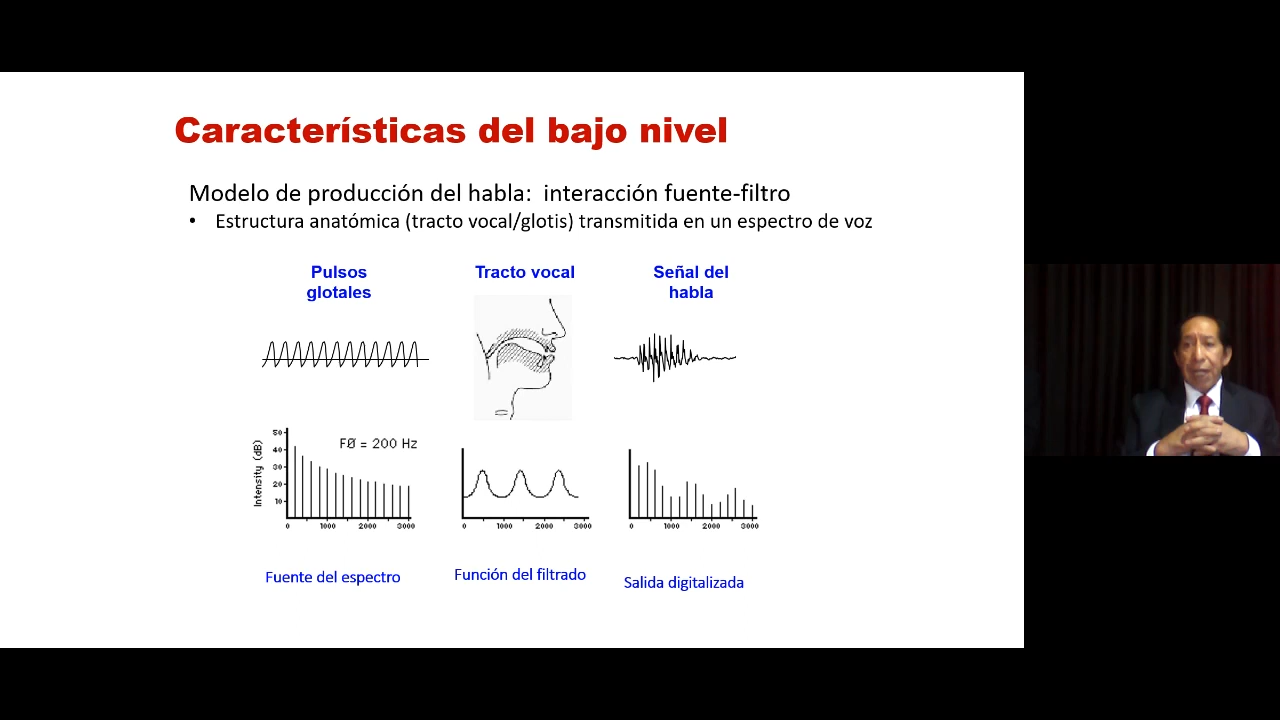 Características del bajo nivel
Modelo de producción del habla: interacción fuente-filtro
• Estructura anatómica (tracto vocal/glotis) transmitida en un espectro de voz
Pulsos
glotales
Tracto vocal
Señal del
habla
Intensity (dB)
50
40
30
20
10
FØ = 200 Hz
0 1000 2000 3000
0 1000 2000 3000
0 1000 2000 3000
Fuente del espectro
Función del filtrado
Salida digitalizada